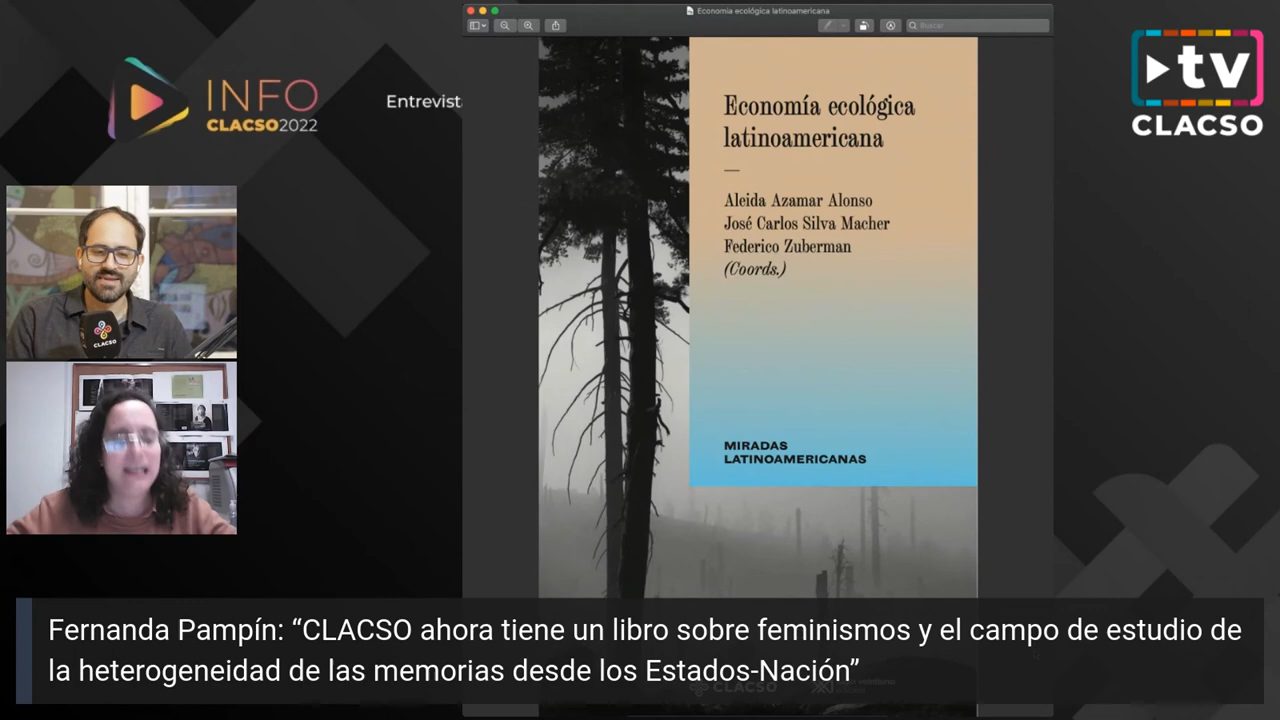 Economía ecológica latinoamericana
Buscar
INFO
CLACSO2022
Entrevist
tv
CLACSO
Economía ecológica
latinoamericana
Aleida Azamar Alonso
José Carlos Silva Macher
Federico Zuberman
(Coords.)
MIRADAS
LATINOAMERICANAS
CLACSO
Fernanda Pampín: “CLACSO ahora tiene un libro sobre feminismos y el campo de estudio de
la heterogeneidad de las memorias desde los Estados-Nación”
CLACSO